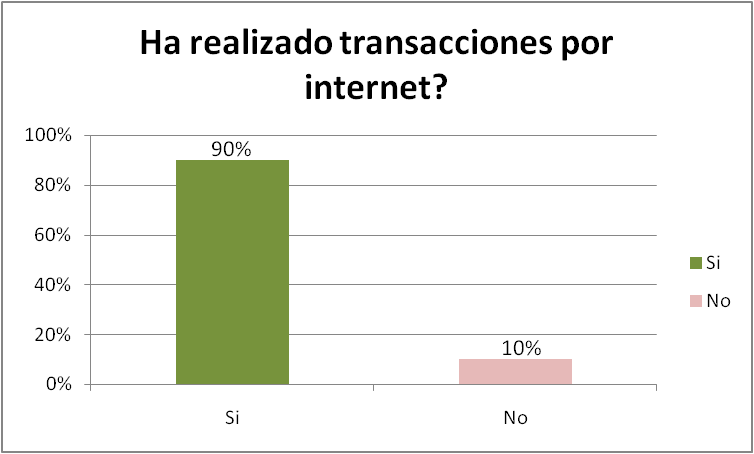 Ha realizado transacciones por
internet?
100%
80%
60%
40%
20%
0%
90%
10%
Si
No
Si
No